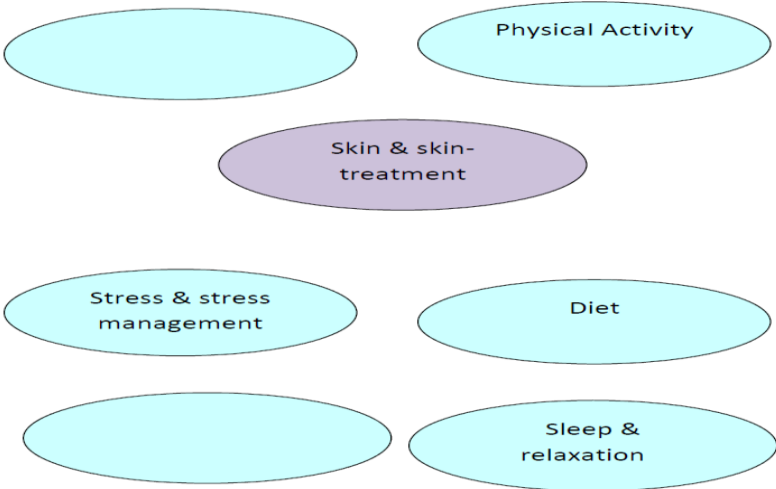 Physical Activity
Skin & skin-
treatment
Stress & stress
management
Diet
Sleep &
relaxation